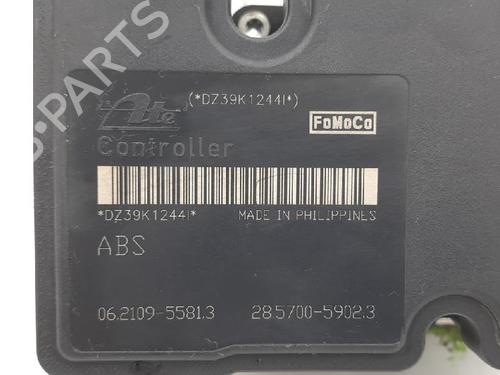 B-PARTS
(*DZ39K1244I*)
Ate
FoMoCo
Controller
*DZ39K1244I* MADE IN PHILIPPINES
ABS
06.2109-5581.3 28.5700-5902.3